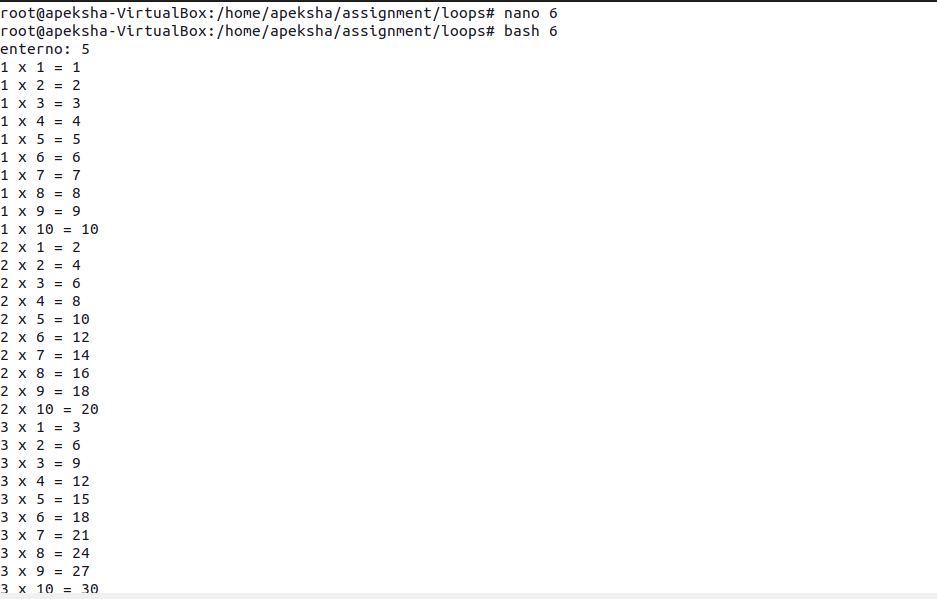 root@apeksha-VirtualBox:/home/apeksha/assignment/loops# nano 6
root@apeksha-VirtualBox:/home/apeksha/assignment/loops# bash 6
enterno: 5
1 x 1 = 1
1 x 2 = 2
1 x 3 = 3
1 x 4 = 4
1 x 5 = 5
1 x 6 = 6
1 x 7 = 7
1 x 8 = 8
1 x 9 = 9
1 x 10 = 10
2 x 1 = 2
2 x 2 = 4
2 x 3 = 6
2 x 4 = 8
2 x 5 = 10
2 x 6 = 12
2 x 7 = 14
2 x 8 = 16
2 x 9 = 18
2 x 10 = 20
3 x 1 = 3
3 x 2 = 6
3 x 3 = 9
3 x 4 = 12
3 x 5 = 15
3 x 6 = 18
3 x 7 = 21
3 x 8 = 24
3 x 9 = 27
3 x 10 = 30